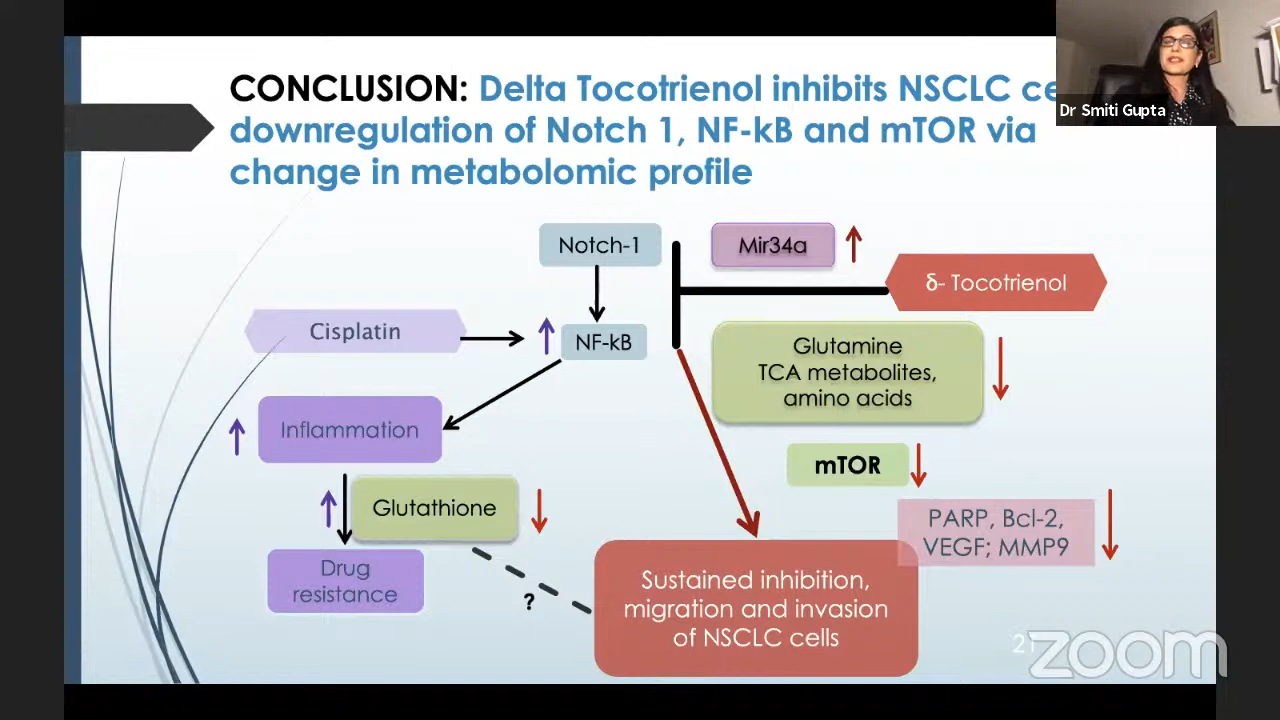 CONCLUSION: Delta Tocotrienol inhibits NSCLC
downregulation of Notch 1, NF-kB and mTOR via
change in metabolomic profile
Dr Smiti Gupta
Notch-1
Mir34a
δ- Tocotrienol
Cisplatin
NF-kB
Glutamine
TCA metabolites,
amino acids
Inflammation
mTOR
Glutathione
PARP, Bcl-2,
VEGF; MMP9
Drug
resistance
?
Sustained inhibition,
migration and invasion
of NSCLC cells
21
zoom